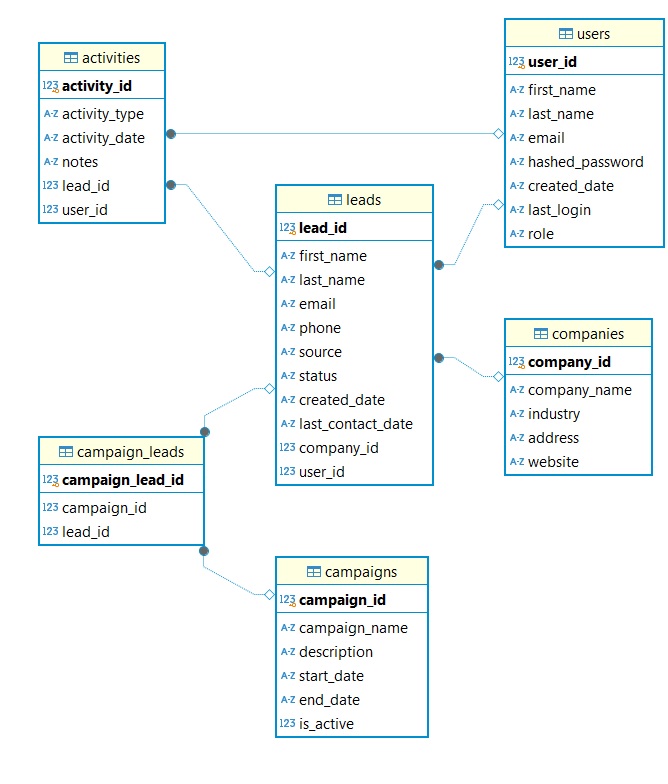 activities
123 activity_id
A-Z activity_type
A-Z activity_date
A-Z notes
123 lead_id
123 user_id
users
123 user_id
A-Z first_name
A-Z last_name
A-Z email
A-Z hashed_password
A-Z created_date
A-Z last_login
A-Z role
leads
123 lead_id
A-Z first_name
A-Z last_name
A-Z email
A-Z phone
A-Z source
A-Z status
A-Z created_date
A-Z last_contact_date
123 company_id
123 user_id
companies
123 company_id
A-Z company_name
A-Z industry
A-Z address
A-Z website
campaign_leads
123 campaign_lead_id
123 campaign_id
123 lead_id
campaigns
123 campaign_id
A-Z campaign_name
A-Z description
A-Z start_date
A-Z end_date
123 is_active